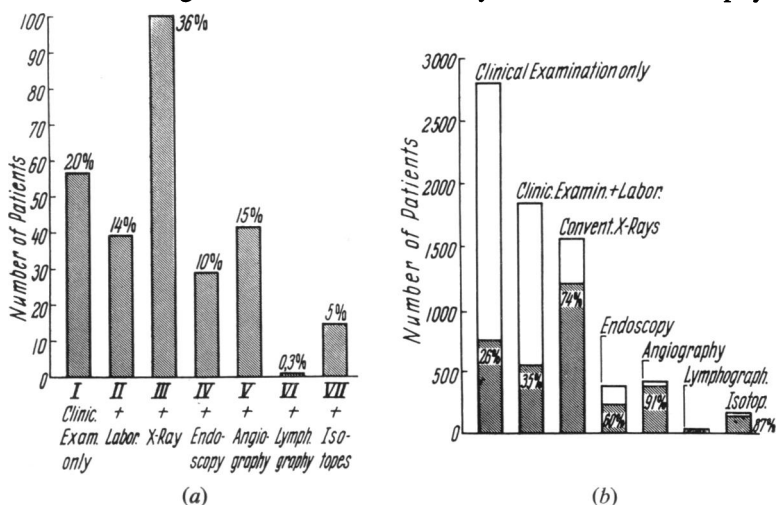 100
90
80
70
60
50
40
30
20
10
0
Number of Patients
20%
14%
36%
10%
15%
0,3%
5%
I II III IV V VI VII
Clinic. + + + + + +
Exam. Labor. X-Ray Endo- Angio- Lymph. Iso-
only scopy graphy graphy topes
(a)
3000
2500
2000
1500
1000
500
0
Number of Patients
Clinical Examination only
Clinic. Examin. + Labor.
Convent. X-Rays
Endoscopy
Angiography
Lymphograph.
Isotop.
26%
35%
74%
60%
91%
87%
(b)